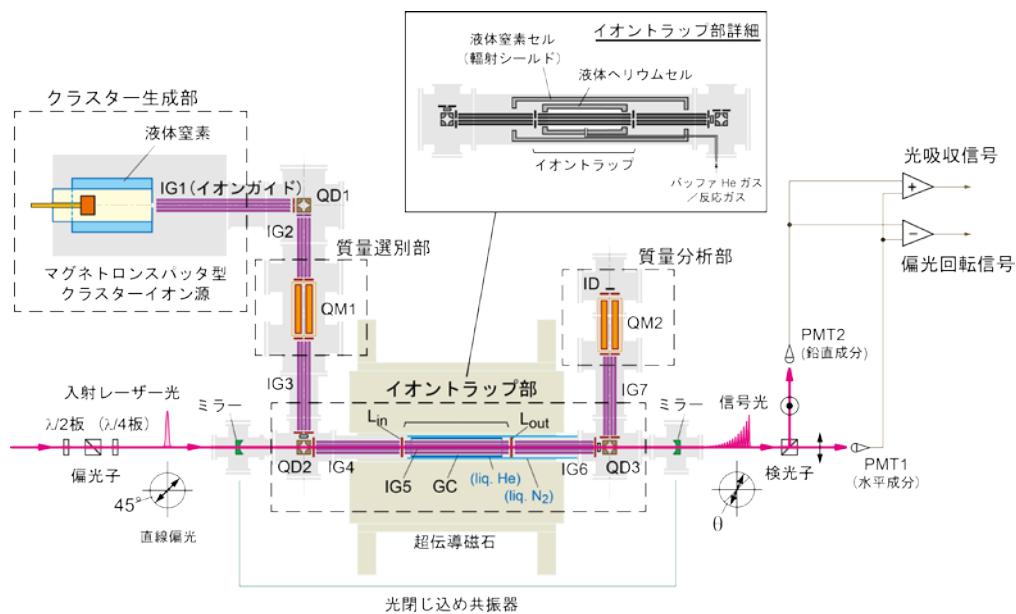 イオントラップ部詳細
液体窒素セル
(輻射シールド)
液体ヘリウムセル
イオントラップ
バッファ He ガス
／反応ガス
クラスター生成部
液体窒素
IG1(イオンガイド)
QD1
IG2
マグネトロンスパッタ型
クラスターイオン源
質量選別部
QM1
IG3
質量分析部
ID
QM2
IG7
光吸収信号
+
−
偏光回転信号
PMT2
(鉛直成分)
入射レーザー光
λ/2板 (λ/4板)
偏光子
45°
直線偏光
ミラー
イオントラップ部
Lin
Lout
QD2
IG4
IG5
GC
(liq. He)
(liq. N2)
IG6
QD3
ミラー
信号光
θ
検光子
PMT1
(水平成分)
超伝導磁石
光閉じ込め共振器